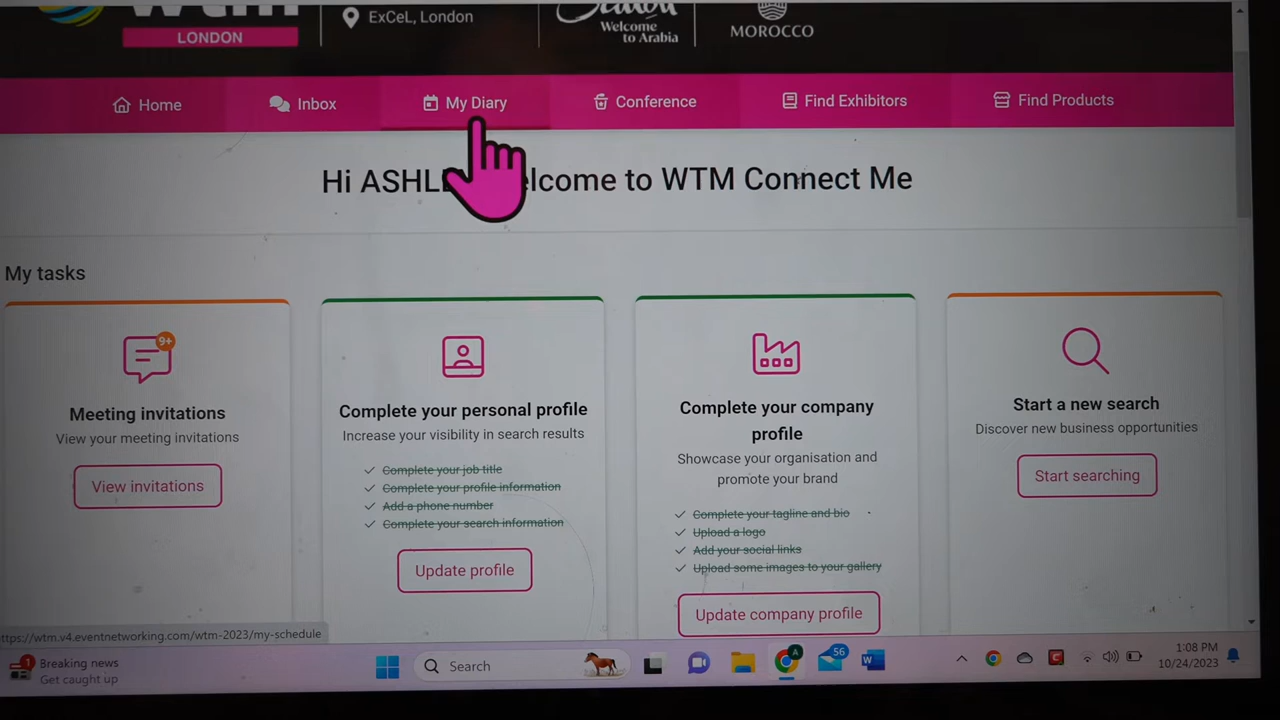 wtm
LONDON
ExCeL, London
Welcome
to Arabia
MOROCCO
Home
Inbox
My Diary
Conference
Find Exhibitors
Find Products
Hi ASHL elcome to WTM Connect Me
My tasks
9+
Meeting invitations
View your meeting invitations
View invitations
Complete your personal profile
Increase your visibility in search results
Complete your job title
Complete your profile information
Add a phone number
Complete your search information
Update profile
Complete your company
profile
Showcase your organisation and
promote your brand
Complete your tagline and bio
Upload a logo
Add your social links
Upload some images to your gallery
Update company profile
Start a new search
Discover new business opportunities
Start searching
ttps://wtm.v4.eventnetworking.com/wtm-2023/my-schedule
1
Breaking news
Get caught up
Search
A
56
W
C
1:08 PM
10/24/2023